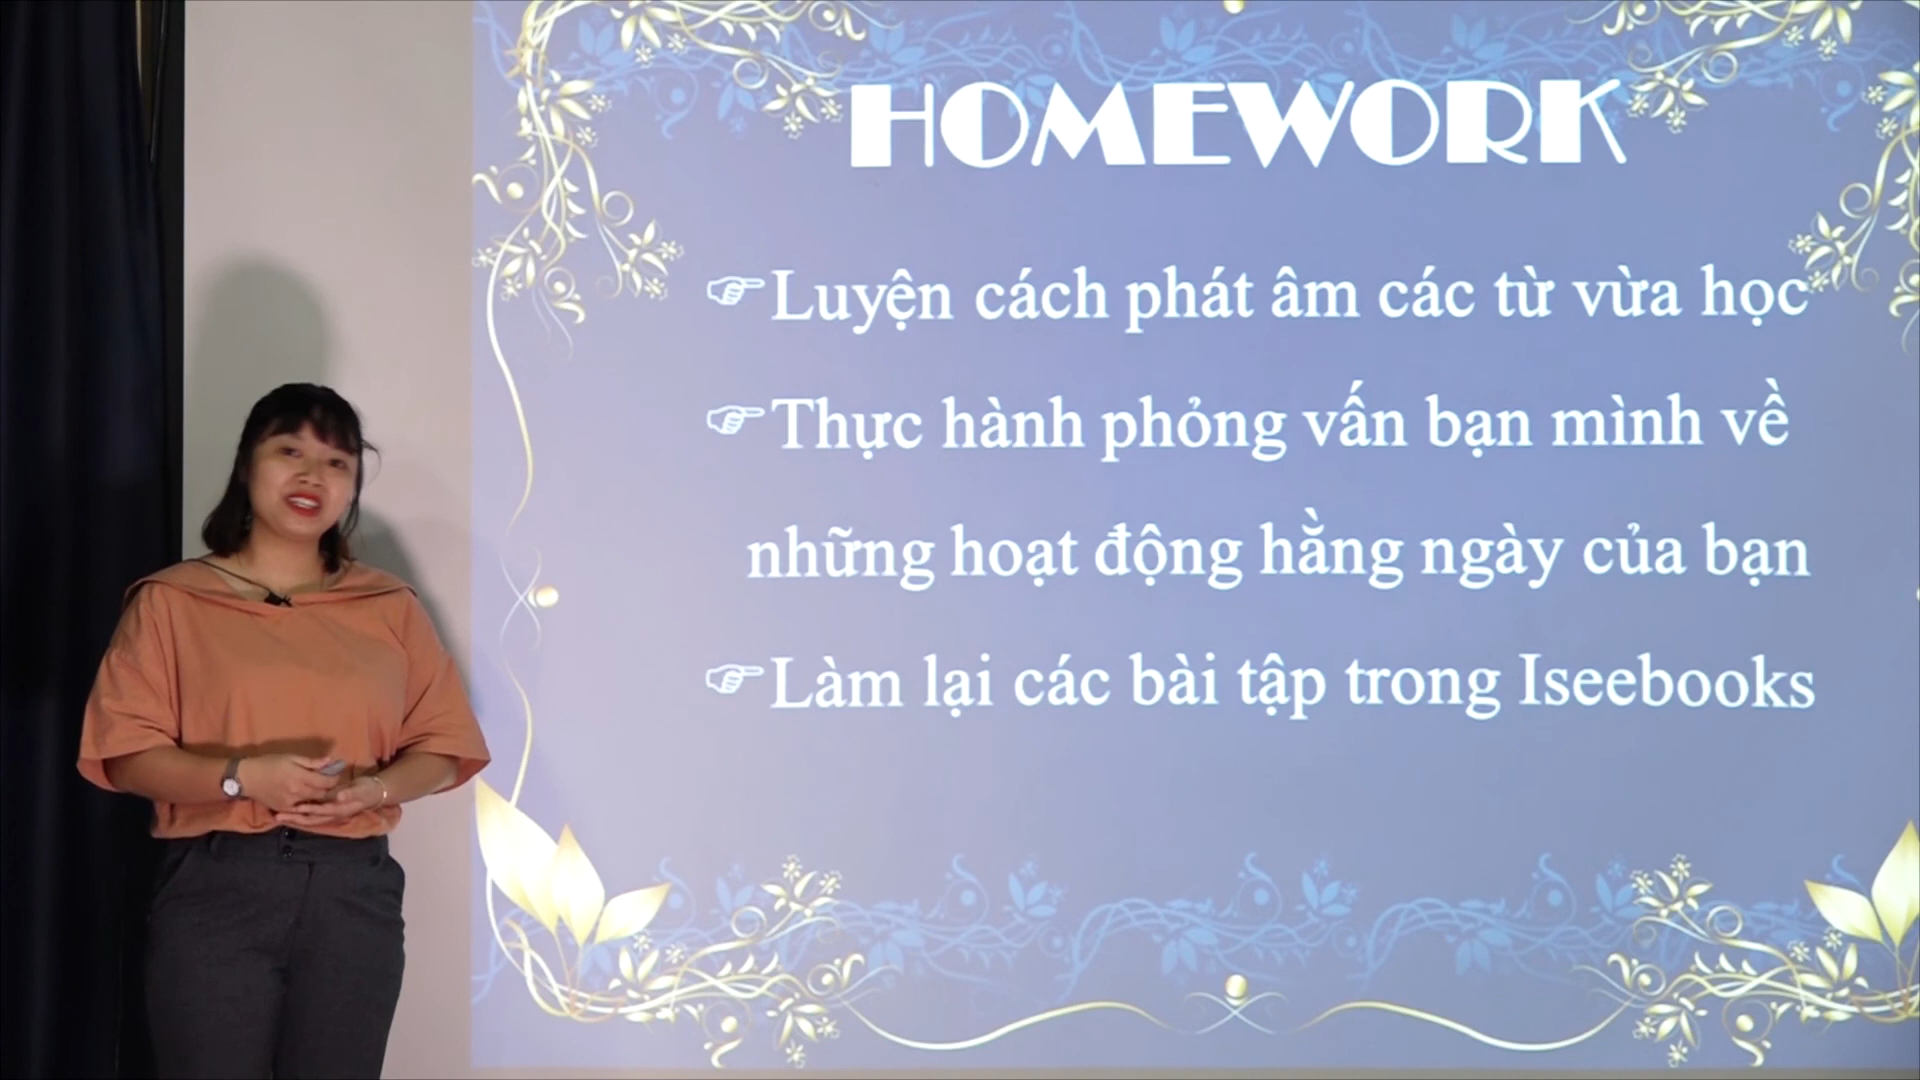 HOMEWORK
☞Luyện cách phát âm các từ vừa học
☞Thực hành phỏng vấn bạn mình về
những hoạt động hằng ngày của bạn
☞Làm lại các bài tập trong Iseebooks